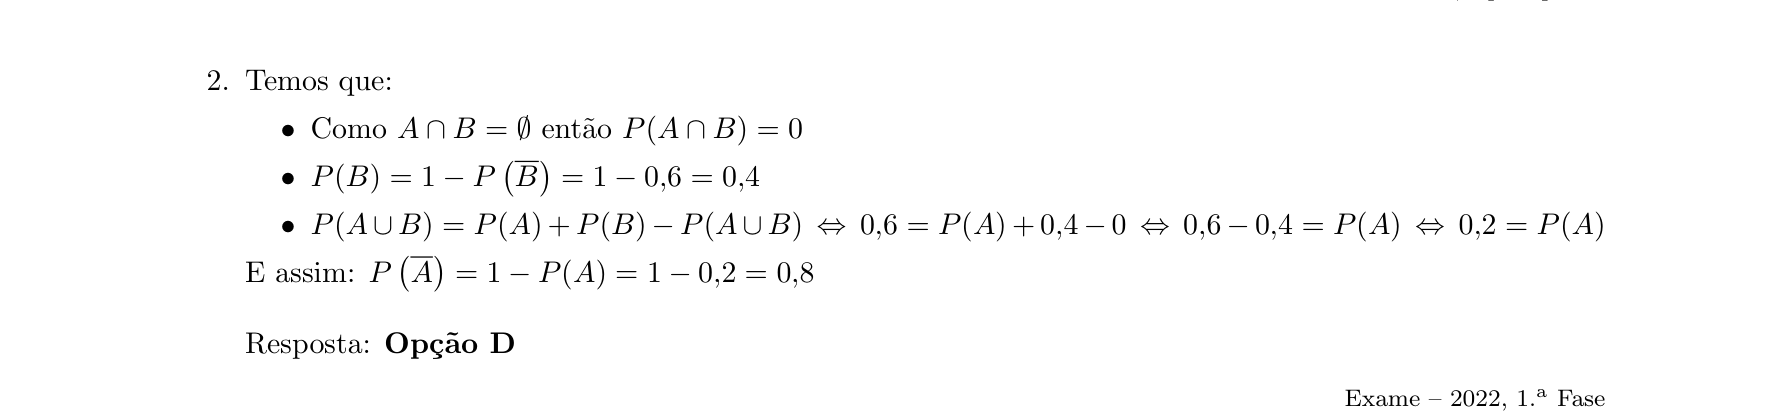 2. Temos que:
• Como A ∩ B = ∅ então P(A ∩ B) = 0
• P(B) = 1 − P(B̅) = 1 − 0,6 = 0,4
• P(A ∪ B) = P(A) + P(B) − P(A ∪ B) ⇔ 0,6 = P(A) + 0,4 − 0 ⇔ 0,6 − 0,4 = P(A) ⇔ 0,2 = P(A)
E assim: P(A̅) = 1 − P(A) = 1 − 0,2 = 0,8
Resposta: Opção D
Exame – 2022, 1.ª Fase